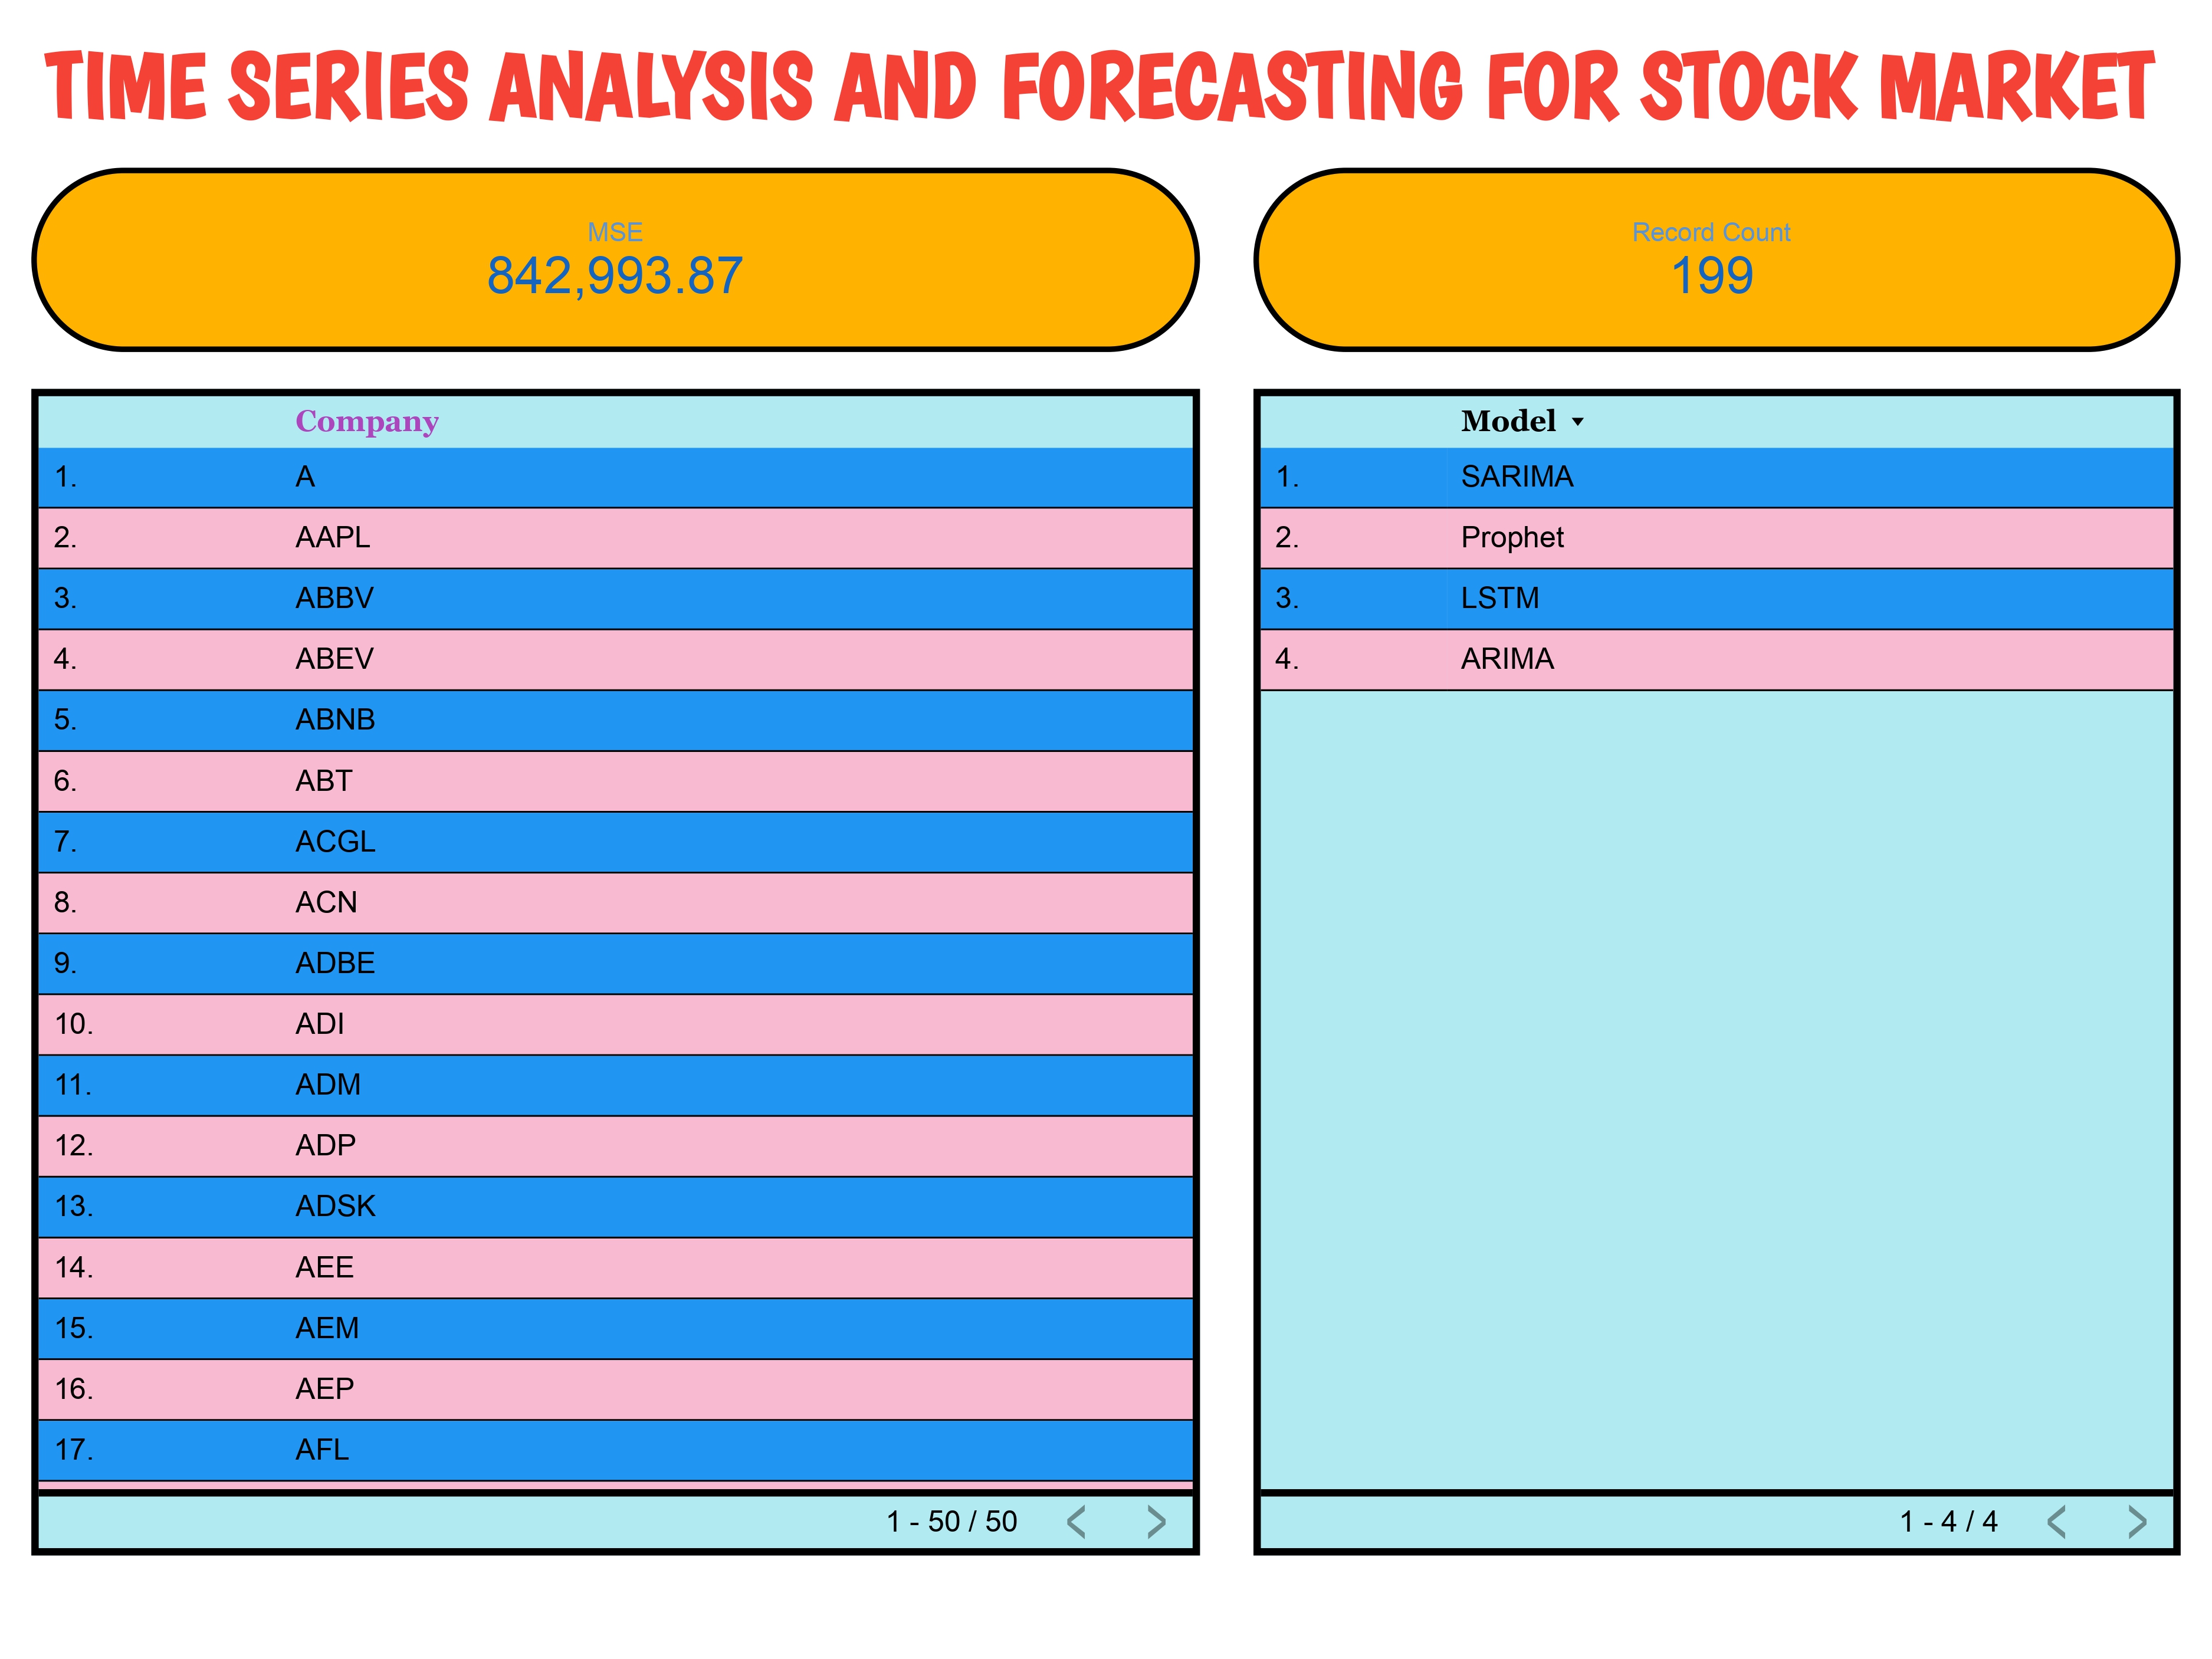 TIME SERIES ANALYSIS AND FORECASTING FOR STOCK MARKET
MSE
842,993.87
Record Count
199
Company
1. A
2. AAPL
3. ABBV
4. ABEV
5. ABNB
6. ABT
7. ACGL
8. ACN
9. ADBE
10. ADI
11. ADM
12. ADP
13. ADSK
14. AEE
15. AEM
16. AEP
17. AFL
1 - 50 / 50
Model
1. SARIMA
2. Prophet
3. LSTM
4. ARIMA
1 - 4 / 4